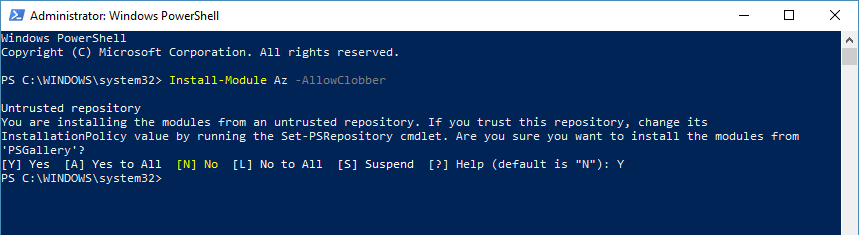 Administrator: Windows PowerShell
Windows PowerShell
Copyright (C) Microsoft Corporation. All rights reserved.
PS C:\WINDOWS\system32> Install-Module Az -AllowClobber
Untrusted repository
You are installing the modules from an untrusted repository. If you trust this repository, change its
InstallationPolicy value by running the Set-PSRepository cmdlet. Are you sure you want to install the modules from
'PSGallery'?
[Y] Yes  [A] Yes to All  [N] No  [L] No to All  [S] Suspend  [?] Help (default is "N"): Y
PS C:\WINDOWS\system32>